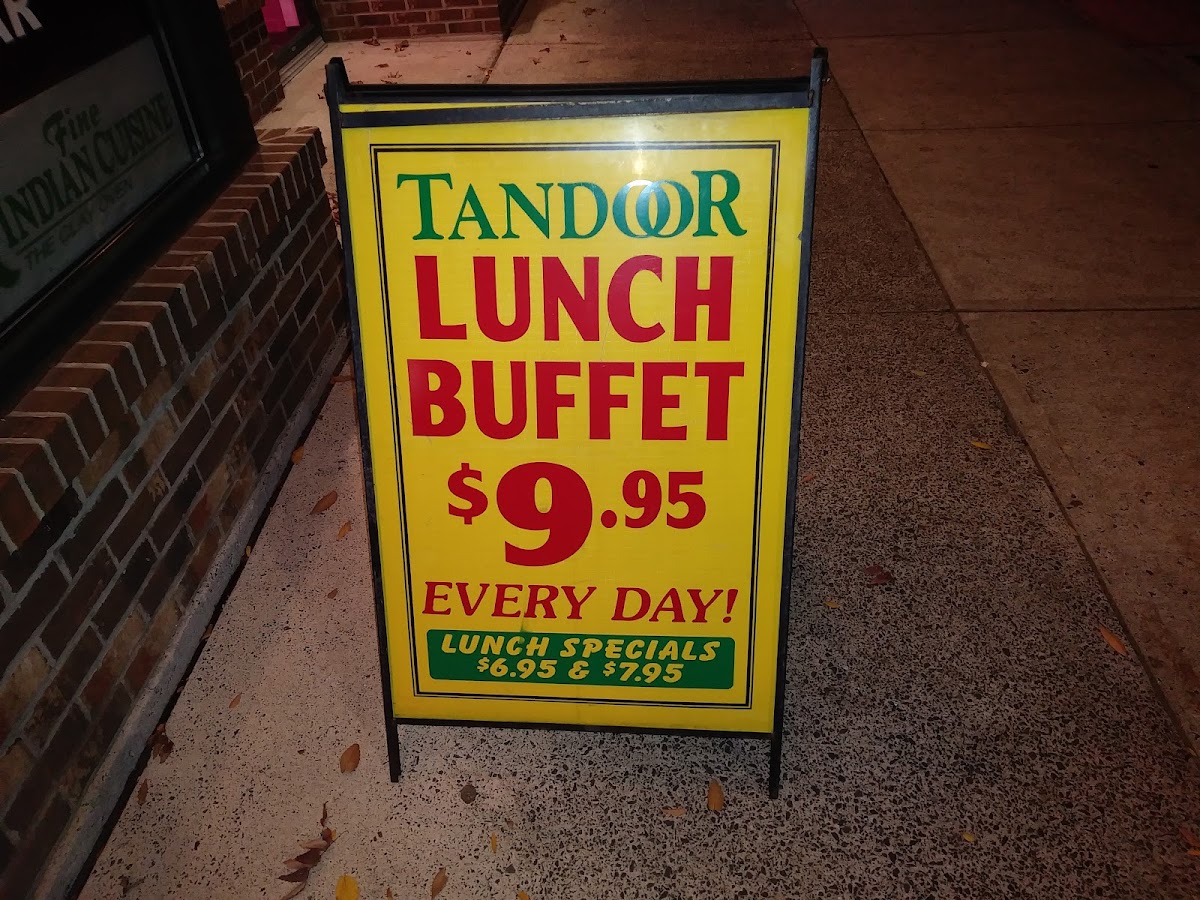 Fine
INDIAN CUISINE
THE CLAY OVEN
TANDOOR
LUNCH
BUFFET
$9.95
EVERY DAY!
LUNCH SPECIALS
$6.95 & $7.95